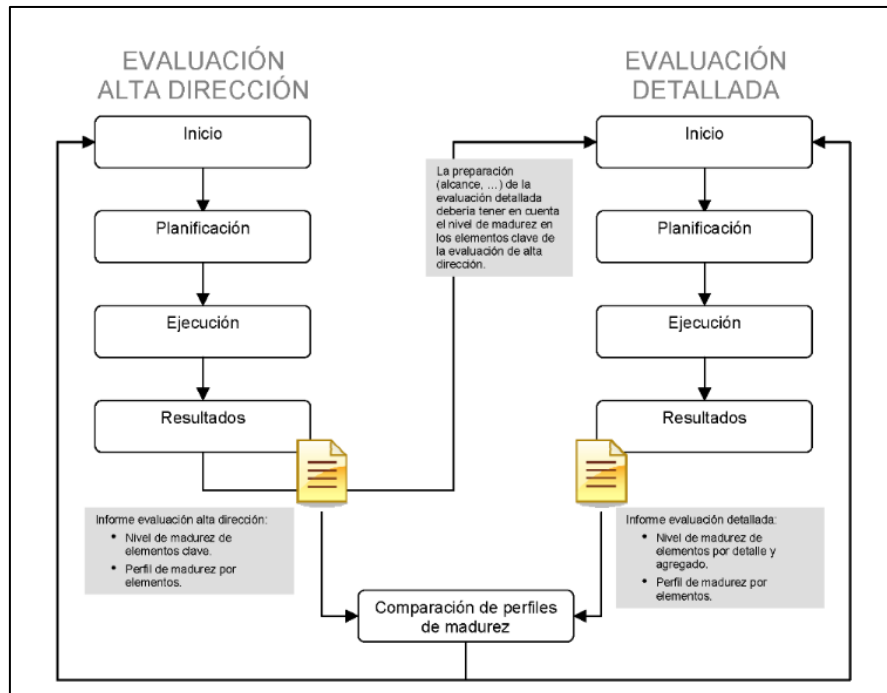 EVALUACIÓN
ALTA DIRECCIÓN
Inicio
Planificación
Ejecución
Resultados
Informe evaluación alta dirección:
• Nivel de madurez de
elementos clave.
• Perfil de madurez por
elementos.
La preparación
(alcance, ...) de la
evaluación detallada
debería tener en cuenta
el nivel de madurez en
los elementos clave de
la evaluación de alta
dirección.
EVALUACIÓN
DETALLADA
Inicio
Planificación
Ejecución
Resultados
Informe evaluación detallada:
• Nivel de madurez de
elementos por detalle y
agregado.
• Perfil de madurez por
elementos.
Comparación de perfiles
de madurez